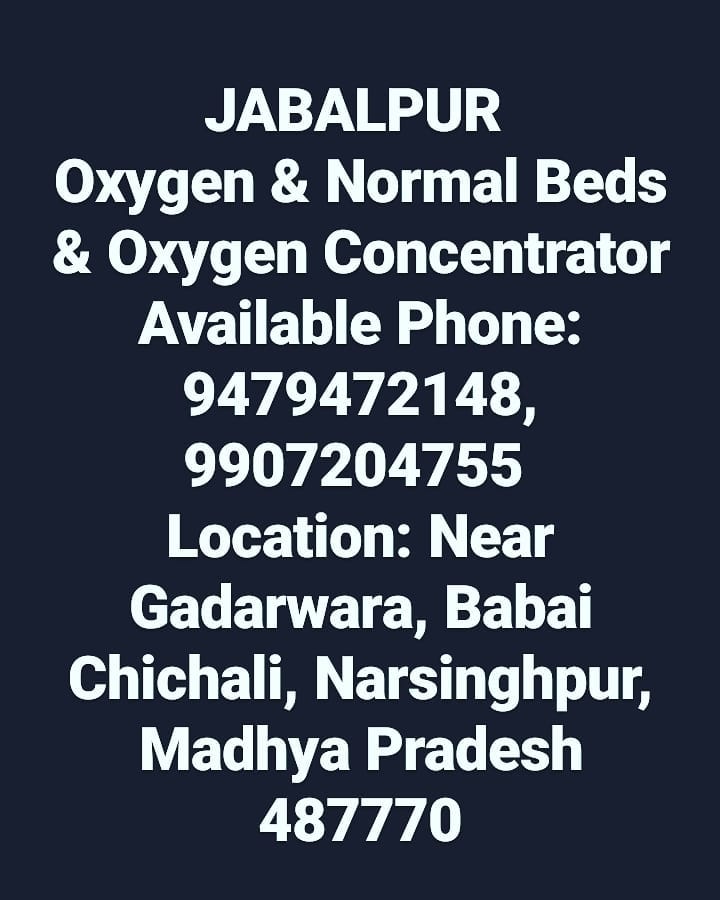 JABALPUR
Oxygen & Normal Beds
& Oxygen Concentrator
Available Phone:
9479472148,
9907204755
Location: Near
Gadarwara, Babai
Chichali, Narsinghpur,
Madhya Pradesh
487770